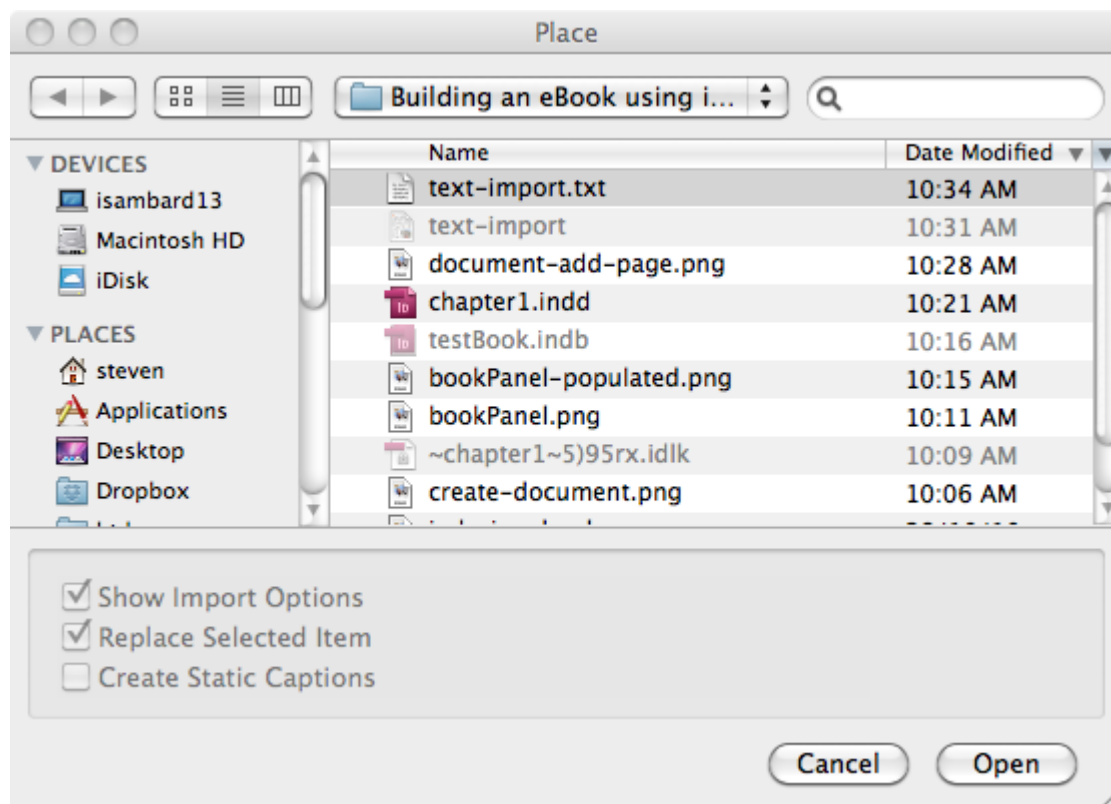 Place
Building an eBook using i...
DEVICES
isambard13
Macintosh HD
iDisk
PLACES
steven
Applications
Desktop
Dropbox
Name Date Modified
text-import.txt 10:34 AM
text-import 10:31 AM
document-add-page.png 10:28 AM
chapter1.indd 10:21 AM
testBook.indb 10:16 AM
bookPanel-populated.png 10:15 AM
bookPanel.png 10:11 AM
~chapter1~5)95rx.idlk 10:09 AM
create-document.png 10:06 AM
Show Import Options
Replace Selected Item
Create Static Captions
Cancel Open